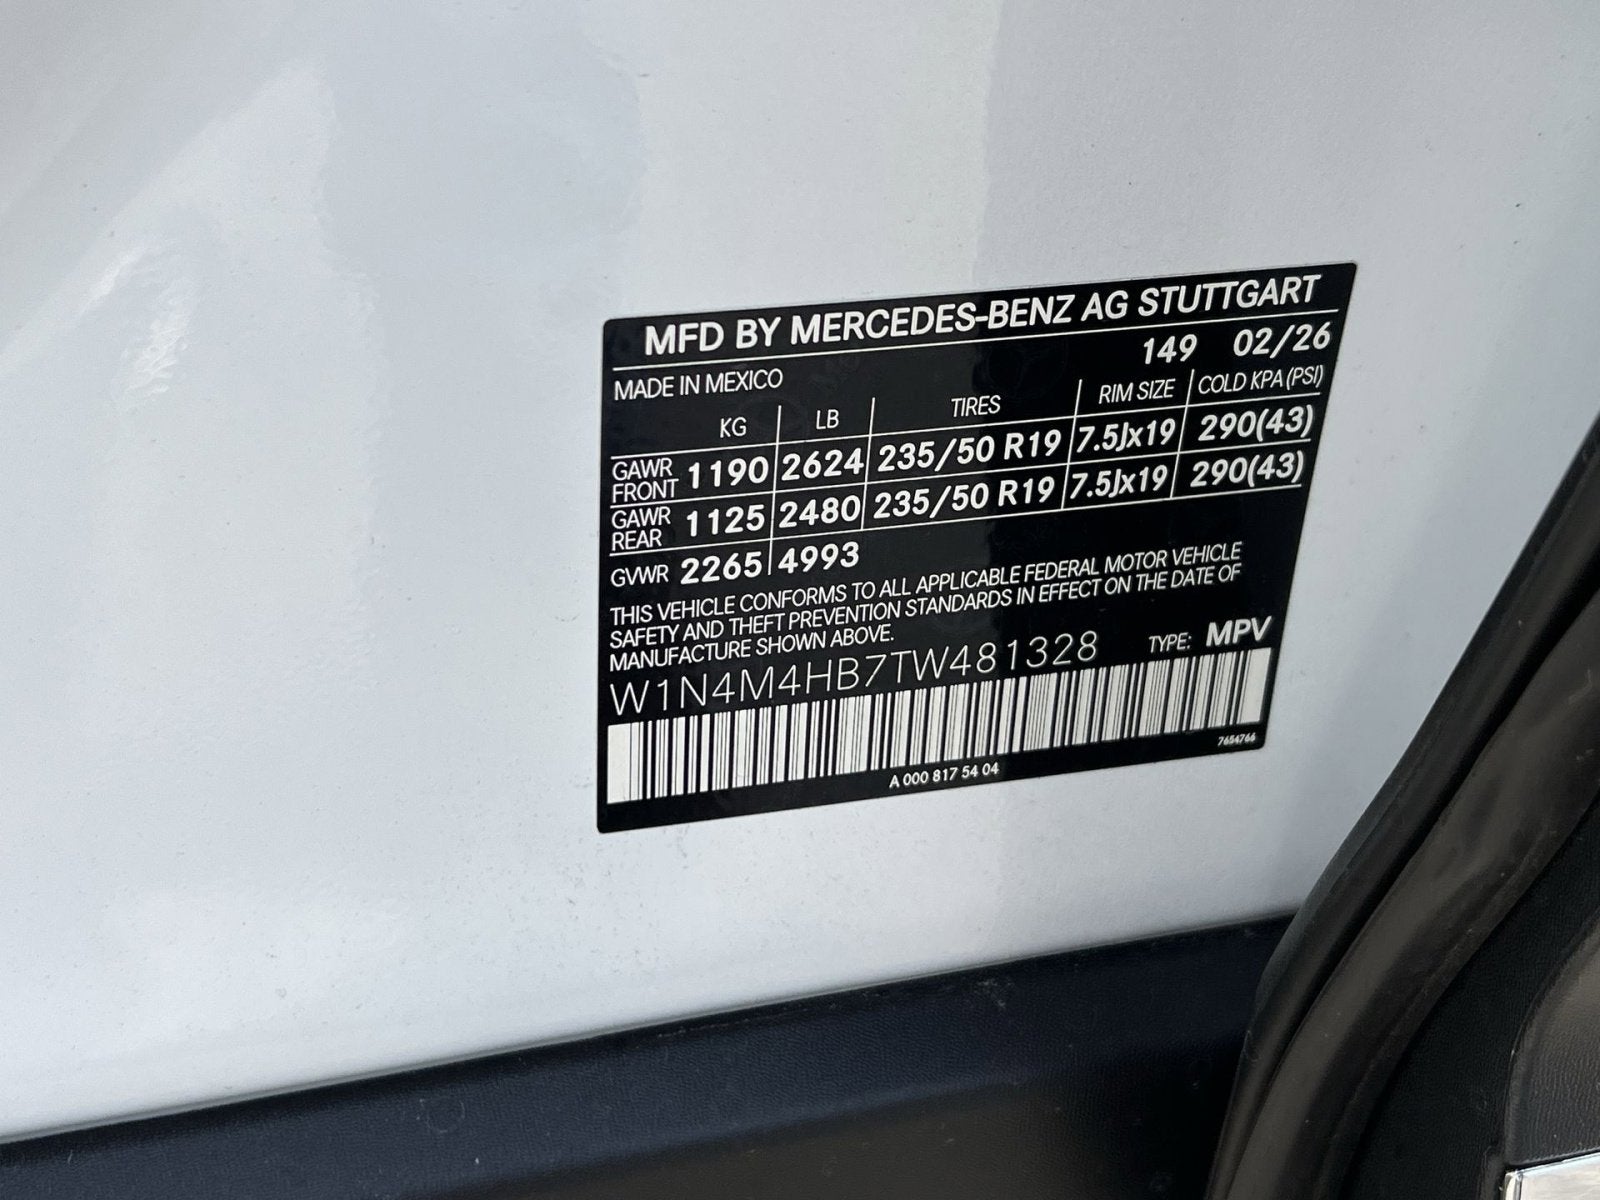 MFD BY MERCEDES-BENZ AG STUTTGART
MADE IN MEXICO 149 02/26
KG LB TIRES RIM SIZE COLD KPA (PSI)
GAWR FRONT 1190 2624 235/50 R19 7.5Jx19 290(43)
GAWR REAR 1125 2480 235/50 R19 7.5Jx19 290(43)
GVWR 2265 4993
THIS VEHICLE CONFORMS TO ALL APPLICABLE FEDERAL MOTOR VEHICLE
SAFETY AND THEFT PREVENTION STANDARDS IN EFFECT ON THE DATE OF
MANUFACTURE SHOWN ABOVE.
W1N4M4HB7TW481328 TYPE: MPV
7654766
A 000 817 54 04